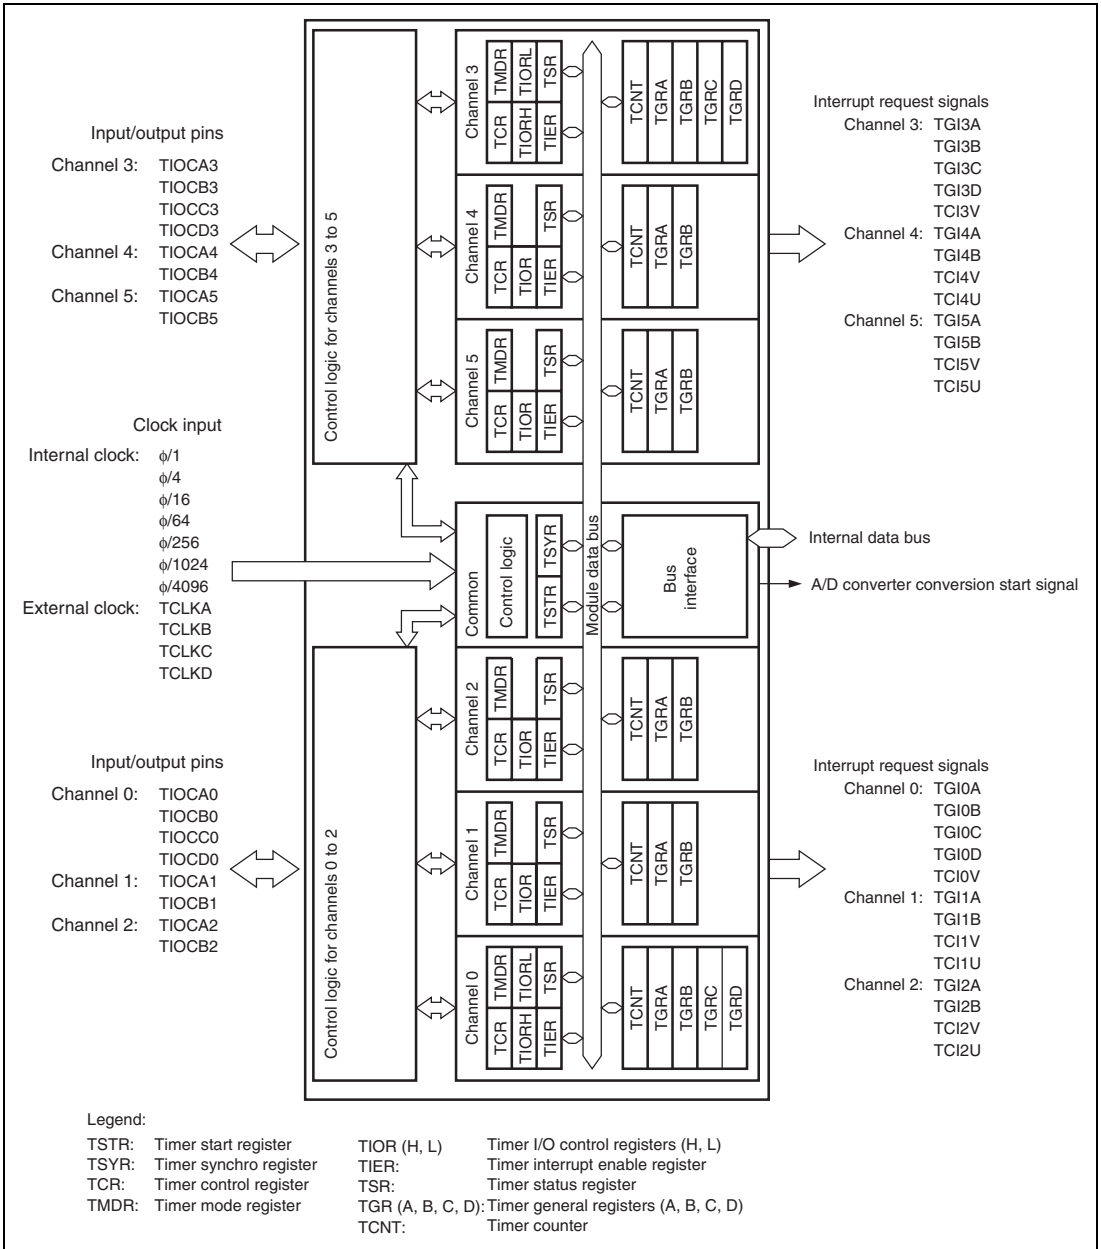 Input/output pins
Channel 3: TIOCA3
TIOCB3
TIOCC3
TIOCD3
Channel 4: TIOCA4
TIOCB4
Channel 5: TIOCA5
TIOCB5
Clock input
Internal clock: ϕ/1
ϕ/4
ϕ/16
ϕ/64
ϕ/256
ϕ/1024
ϕ/4096
External clock: TCLKA
TCLKB
TCLKC
TCLKD
Input/output pins
Channel 0: TIOCA0
TIOCB0
TIOCC0
TIOCD0
Channel 1: TIOCA1
TIOCB1
Channel 2: TIOCA2
TIOCB2
Control logic for channels 3 to 5
Control logic for channels 0 to 2
Channel 3
TCR
TMDR
TIORH
TIORL
TIER
TSR
TCNT
TGRA
TGRB
TGRC
TGRD
Channel 4
TCR
TMDR
TIOR
TIER
TSR
TCNT
TGRA
TGRB
Channel 5
TCR
TMDR
TIOR
TIER
TSR
TCNT
TGRA
TGRB
Common
Control logic
TSTR
TSYR
Module data bus
Bus
interface
Channel 2
TCR
TMDR
TIOR
TIER
TSR
TCNT
TGRA
TGRB
Channel 1
TCR
TMDR
TIOR
TIER
TSR
TCNT
TGRA
TGRB
Channel 0
TCR
TMDR
TIORH
TIORL
TIER
TSR
TCNT
TGRA
TGRB
TGRC
TGRD
Interrupt request signals
Channel 3: TGI3A
TGI3B
TGI3C
TGI3D
TCI3V
Channel 4: TGI4A
TGI4B
TCI4V
TCI4U
Channel 5: TGI5A
TGI5B
TCI5V
TCI5U
Internal data bus
A/D converter conversion start signal
Interrupt request signals
Channel 0: TGI0A
TGI0B
TGI0C
TGI0D
TCI0V
Channel 1: TGI1A
TGI1B
TCI1V
TCI1U
Channel 2: TGI2A
TGI2B
TCI2V
TCI2U
Legend:
TSTR: Timer start register
TSYR: Timer synchro register
TCR: Timer control register
TMDR: Timer mode register
TIOR (H, L) Timer I/O control registers (H, L)
TIER: Timer interrupt enable register
TSR: Timer status register
TGR (A, B, C, D): Timer general registers (A, B, C, D)
TCNT: Timer counter